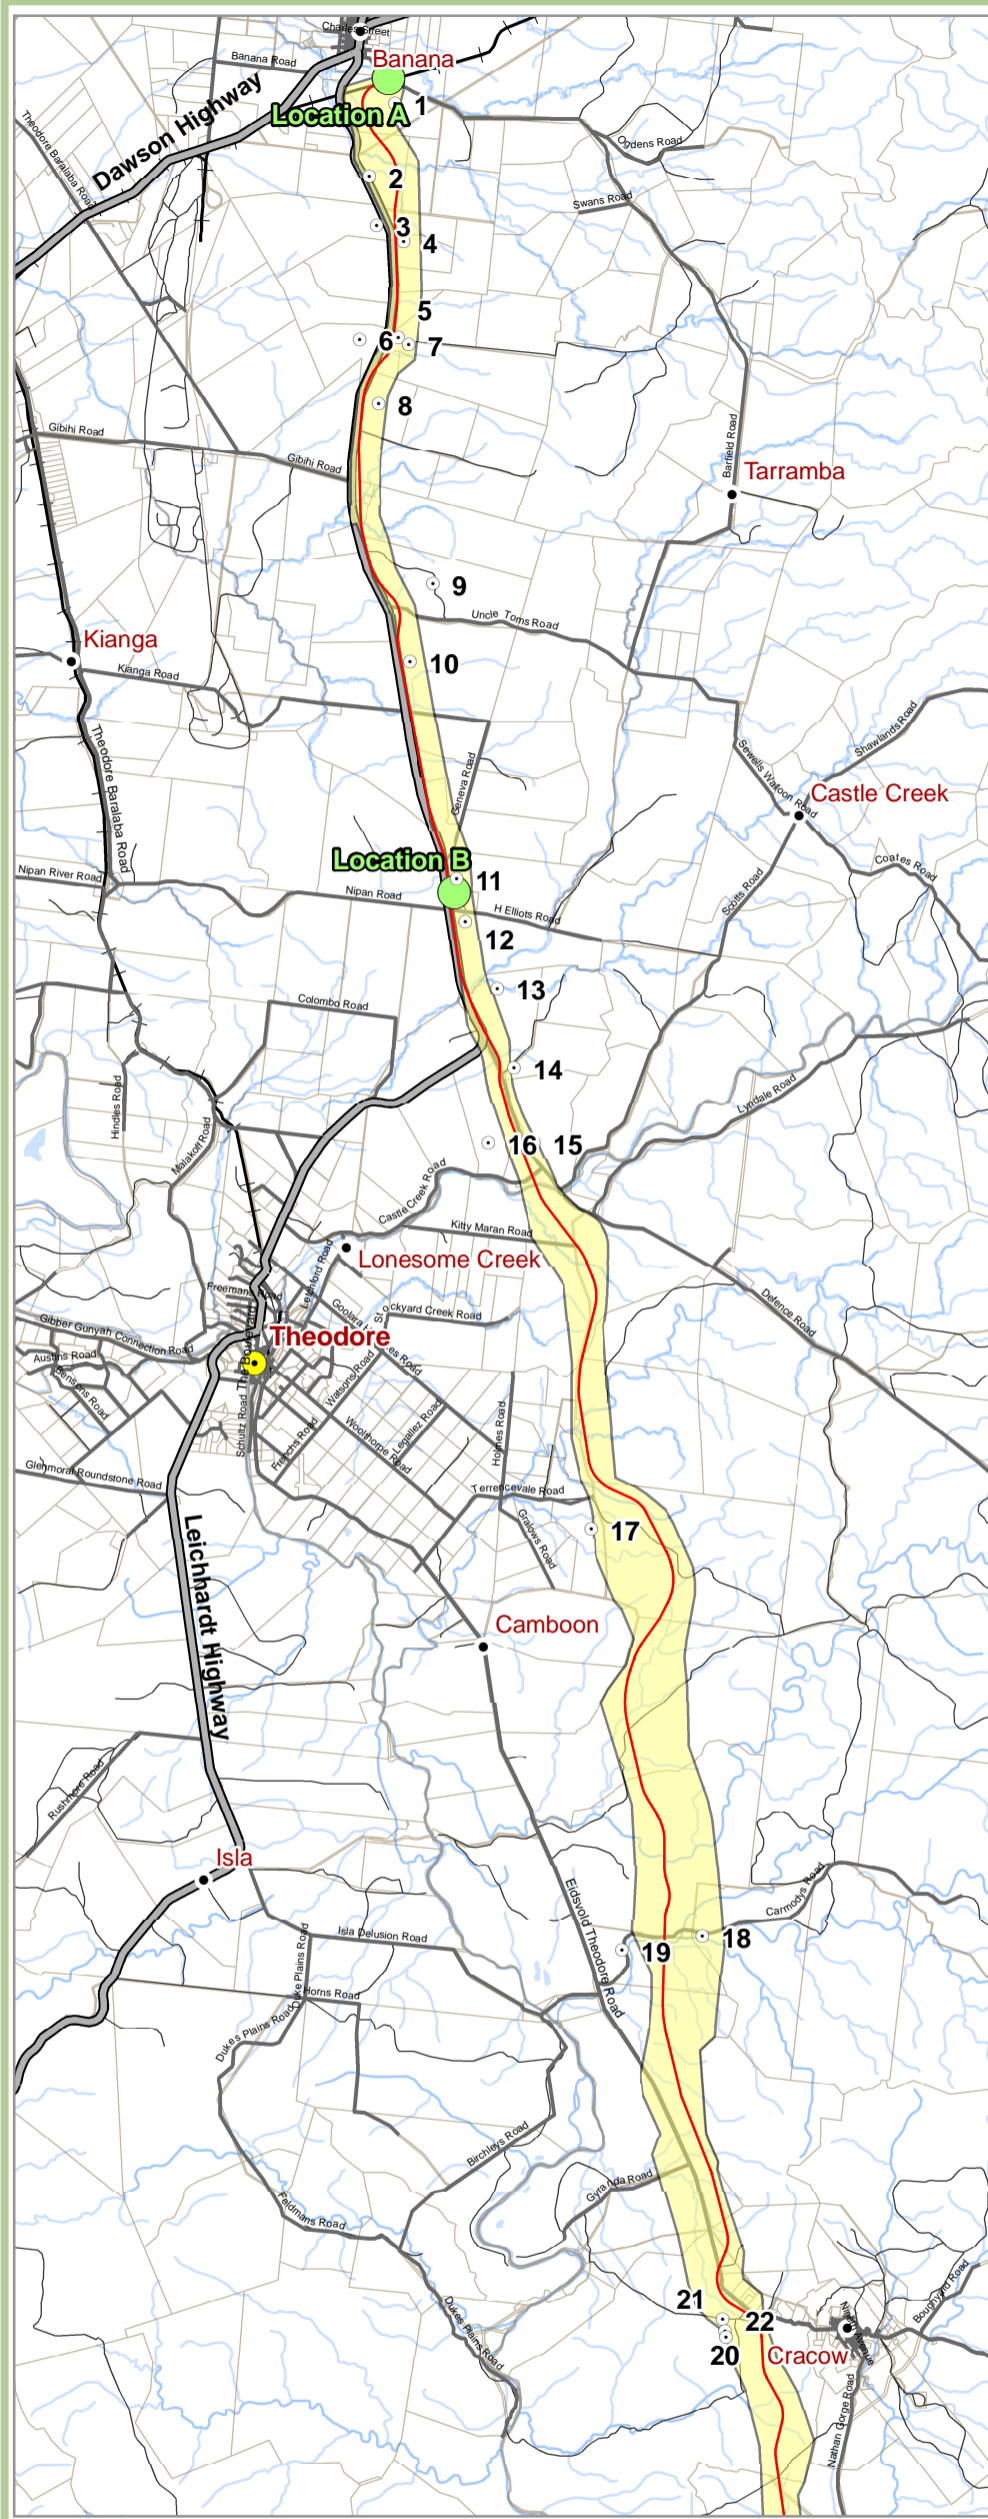 Charles Street
Banana Road
Banana
Dawson Highway
Location A
1
Theodore Baralaba Road
Ogdens Road
2
Swans Road
3
4
5
6
7
8
Gibihi Road
Gibihi Road
Barfield Road
Tarramba
9
Uncle Toms Road
Kianga
Kianga Road
10
Theodore Baralaba Road
Geneva Road
Sewells Walloon Road
Shawlands Road
Castle Creek
Location B
Coates Road
Nipan River Road
Nipan Road
11
H Elliots Road
Scotts Road
12
13
Colombo Road
14
Hindles Road
Malakoff Road
Lyndale Road
16
15
Castle Creek Road
Kitty Maran Road
Lonesome Creek
Letchford Road
Freemans Road
Defence Road
Gibber Gunyah Connection Road
Theodore
Austins Road
Bensons Road
Schultz Road
The Boulevard
Watsons Road
Frenchs Road
Woolthorpe Road
Legallez Road
Holmes Road
Glenmoral Roundstone Road
Terrencevale Road
Gralows Road
17
Leichhardt Highway
Camboon
Rushmore Road
Isla
Eidsvold Theodore Road
Carmodys Road
Isla Delusion Road
18
19
Dukes Plains Road
Horns Road
Dukes Plains Road
Birchleys Road
Gyranda Road
Feldmans Road
Dukes Plains Road
21
22
20
Cracow
Boughyard Road
Nathan Gorge Road